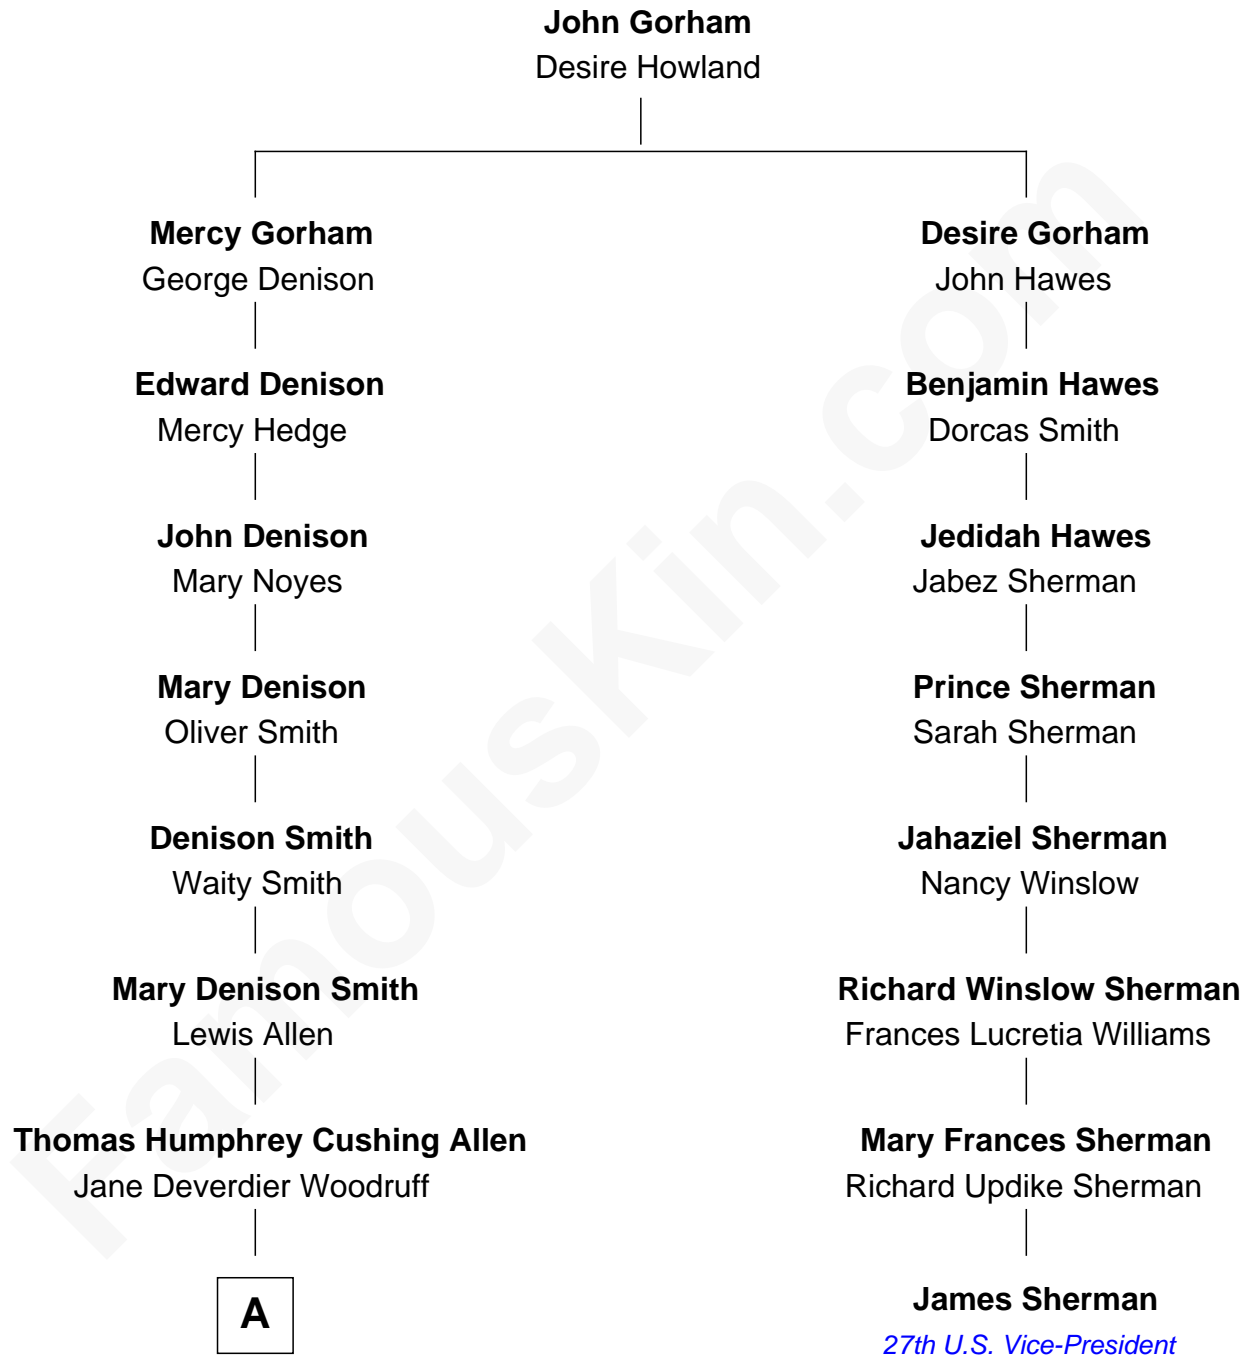 John Gorham
Desire Howland
Mercy Gorham
George Denison
Desire Gorham
John Hawes
Edward Denison
Mercy Hedge
Benjamin Hawes
Dorcas Smith
John Denison
Mary Noyes
Jedidah Hawes
Jabez Sherman
Mary Denison
Oliver Smith
Prince Sherman
Sarah Sherman
Denison Smith
Waity Smith
Jahaziel Sherman
Nancy Winslow
Mary Denison Smith
Lewis Allen
Richard Winslow Sherman
Frances Lucretia Williams
Thomas Humphrey Cushing Allen
Jane Deverdier Woodruff
Mary Frances Sherman
Richard Updike Sherman
A
James Sherman
27th U.S. Vice-President
FamousKin.com